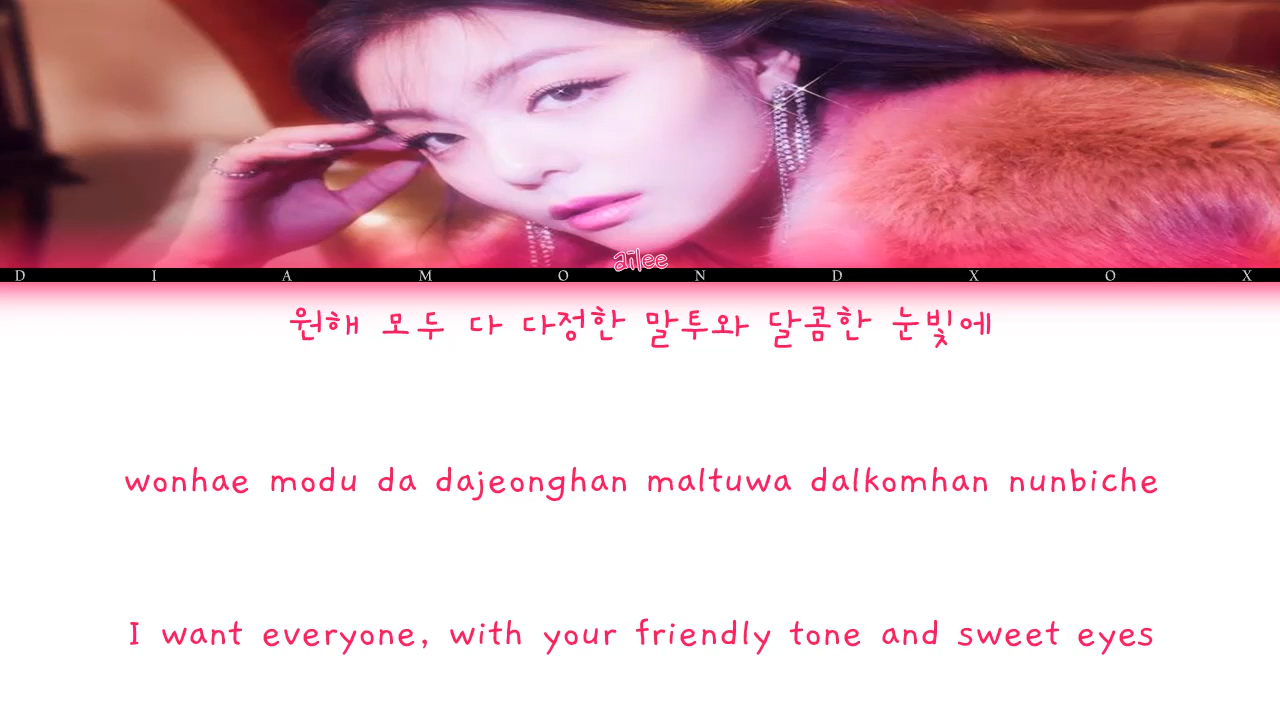 ailee
D I A M O N D X O X
원해 모두 다 다정한 말투와 달콤한 눈빛에
wonhae modu da dajeonghan maltuwa dalkomhan nunbiche
I want everyone, with your friendly tone and sweet eyes